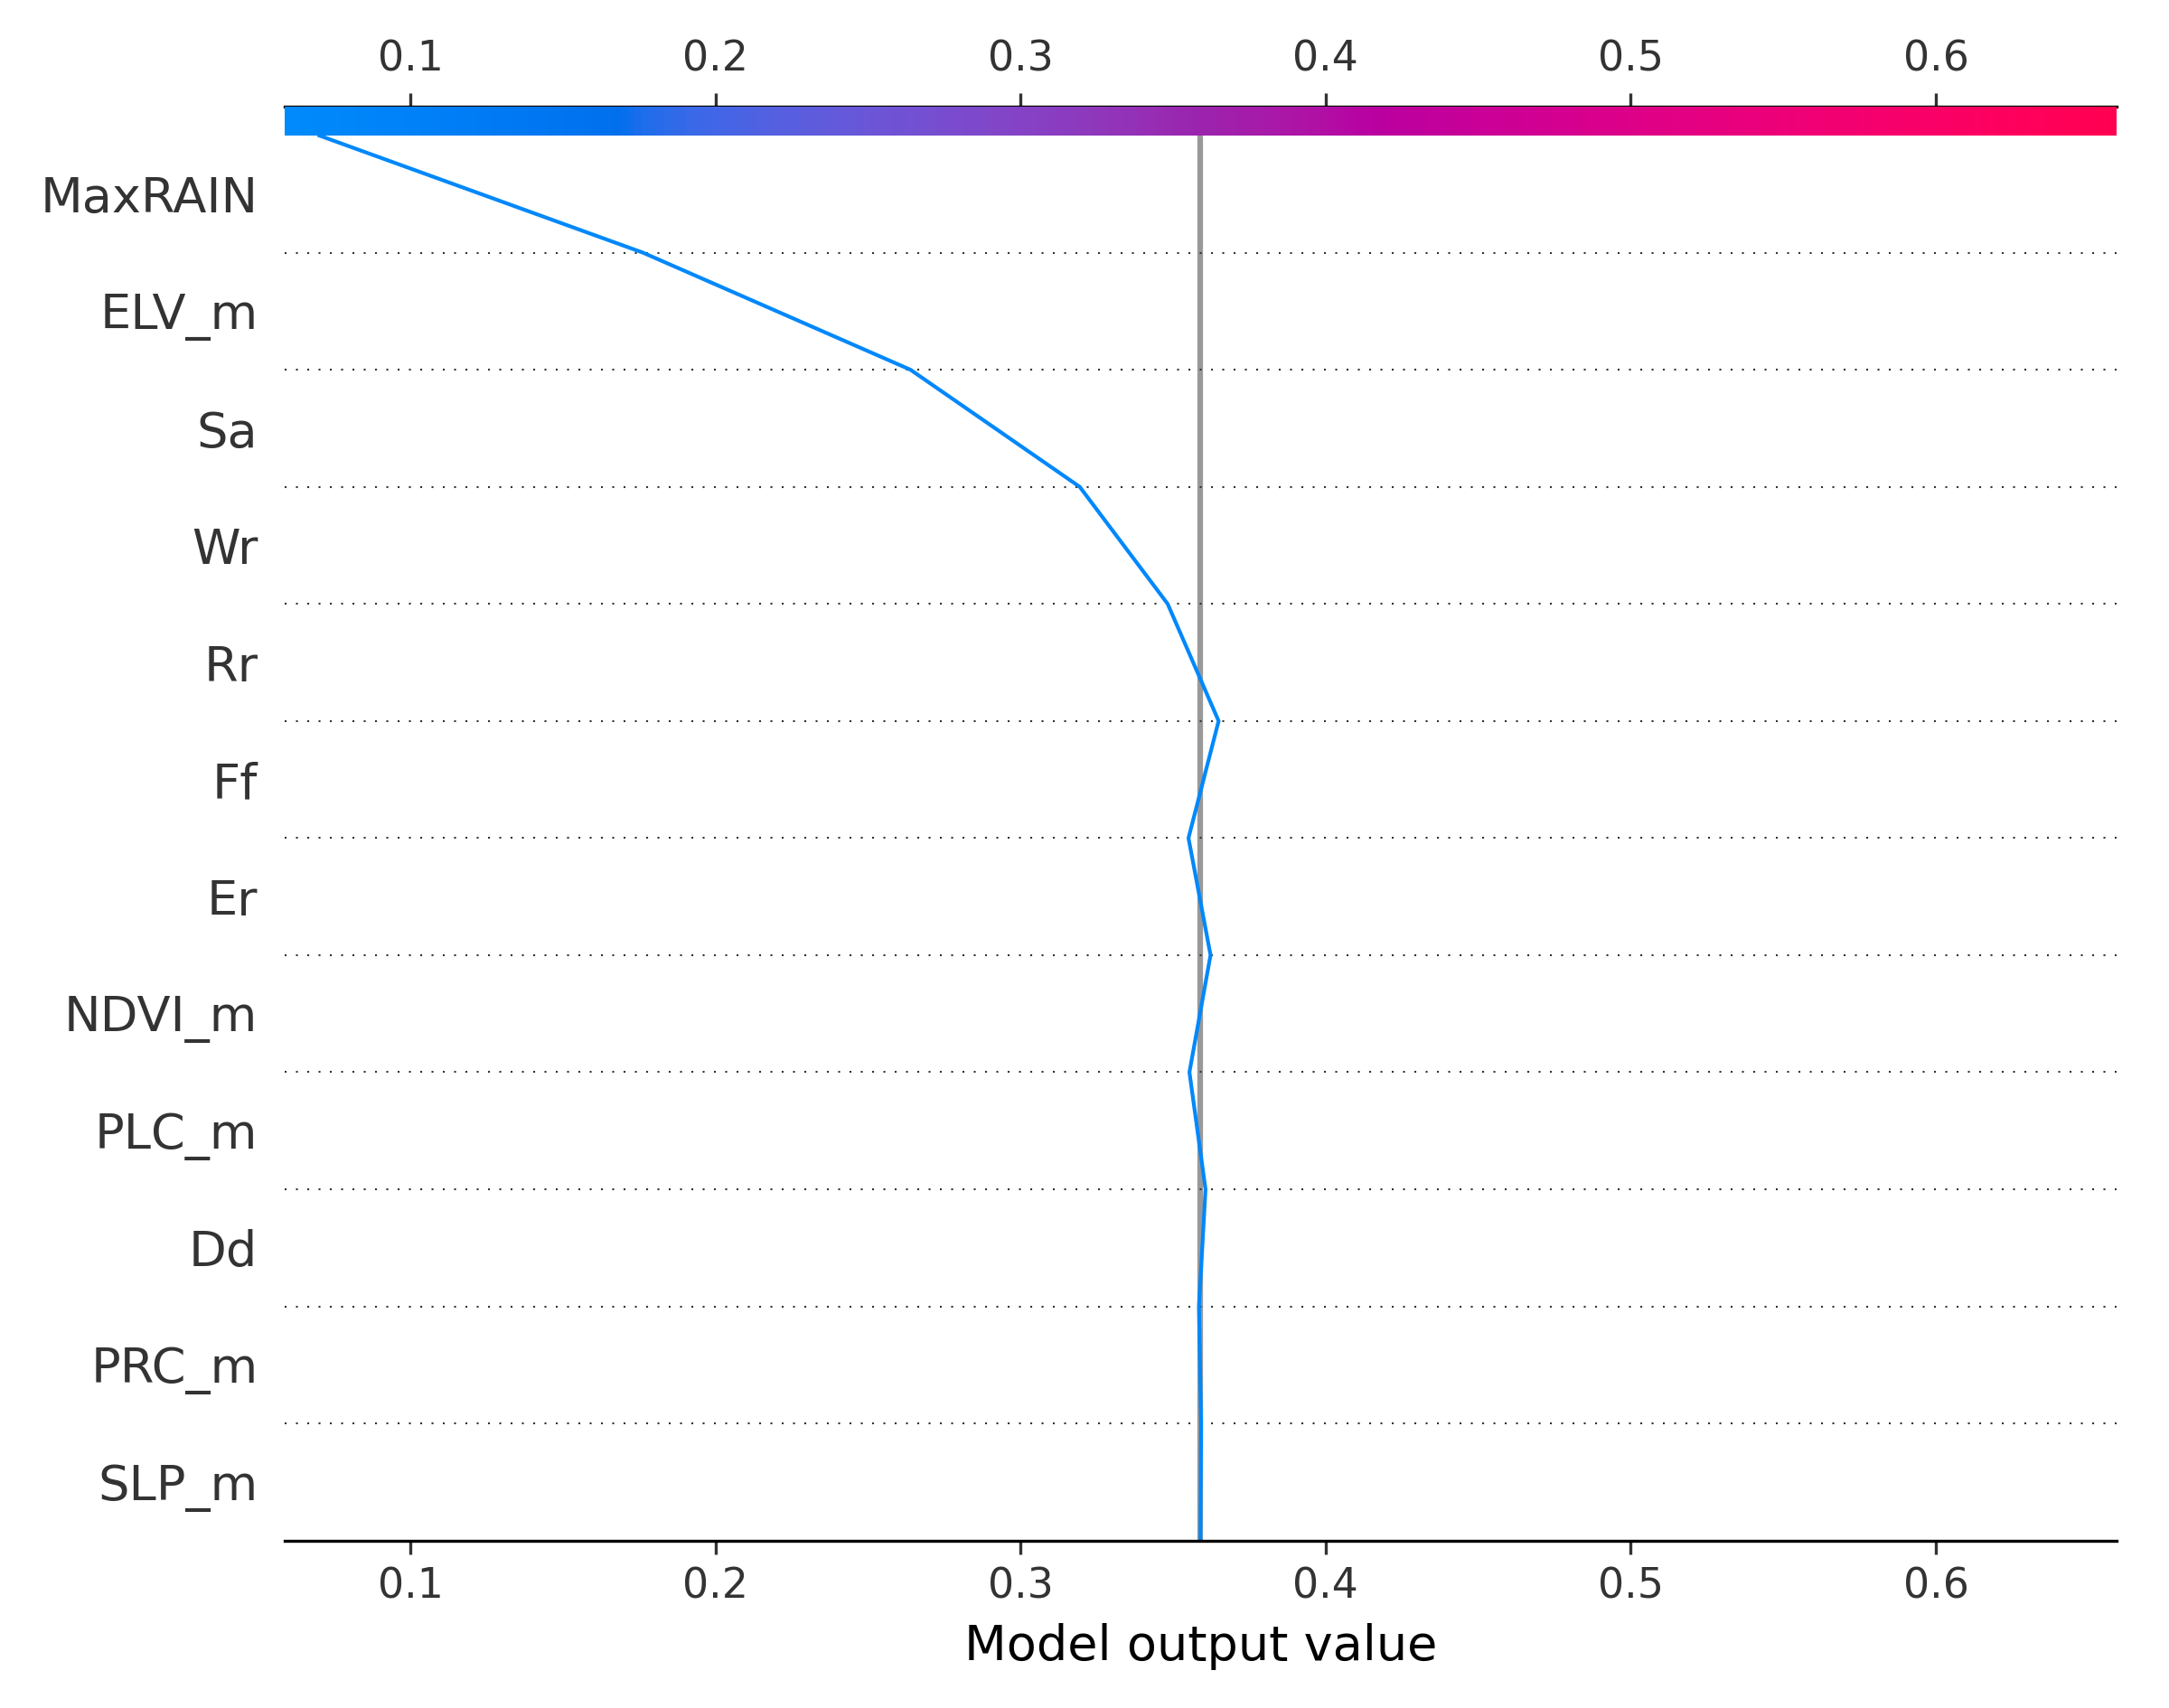 0.1 0.2 0.3 0.4 0.5 0.6
MaxRAIN
ELV_m
Sa
Wr
Rr
Ff
Er
NDVI_m
PLC_m
Dd
PRC_m
SLP_m
0.1 0.2 0.3 0.4 0.5 0.6
Model output value